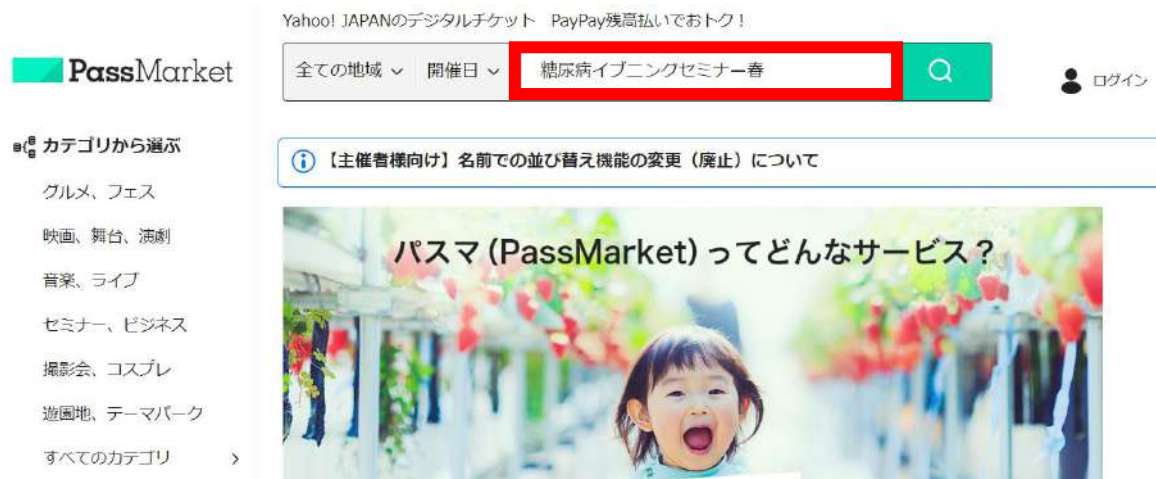 Yahoo! JAPANのデジタルチケット PayPay残高払いでおトク！
PassMarket
全ての地域
開催日
糖尿病イブニングセミナー春
ログイン
カテゴリから選ぶ
グルメ、フェス
映画、舞台、演劇
音楽、ライブ
セミナー、ビジネス
撮影会、コスプレ
遊園地、テーマパーク
すべてのカテゴリ
【主催者様向け】名前での並び替え機能の変更（廃止）について
パスマ (PassMarket) ってどんなサービス？